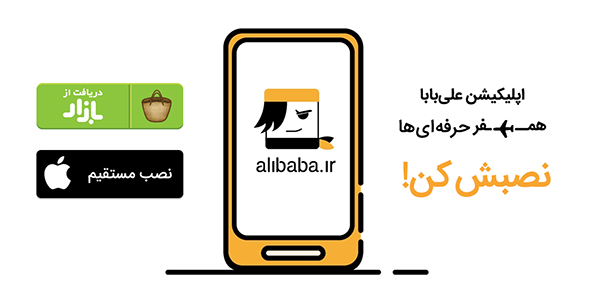 اپلیکیشن علی‌بابا
همسفر حرفه‌ای‌ها
نصبش کن!
alibaba.ir
دریافت از
بازار
نصب مستقیم